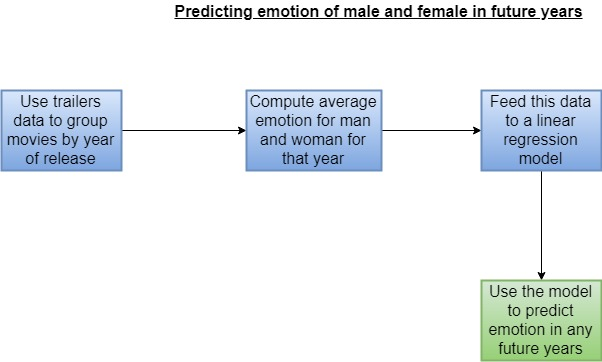 Predicting emotion of male and female in future years
Use trailers
data to group
movies by year
of release
Compute average
emotion for man
and woman for
that year
Feed this data
to a linear
regression
model
Use the model
to predict
emotion in any
future years